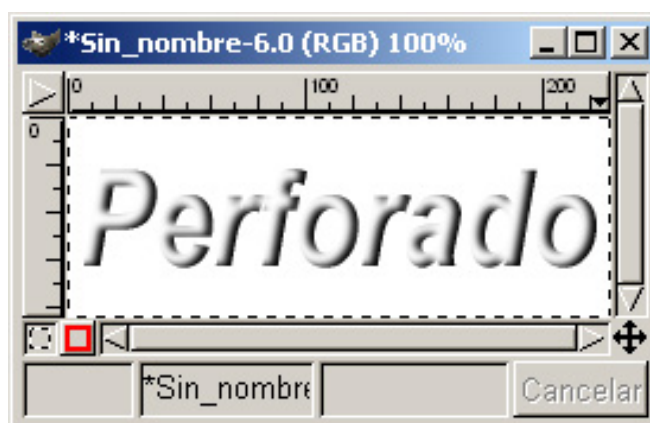 *Sin_nombre-6.0 (RGB) 100%
0 100 200
0
Perforado
*Sin_nombre Cancelar